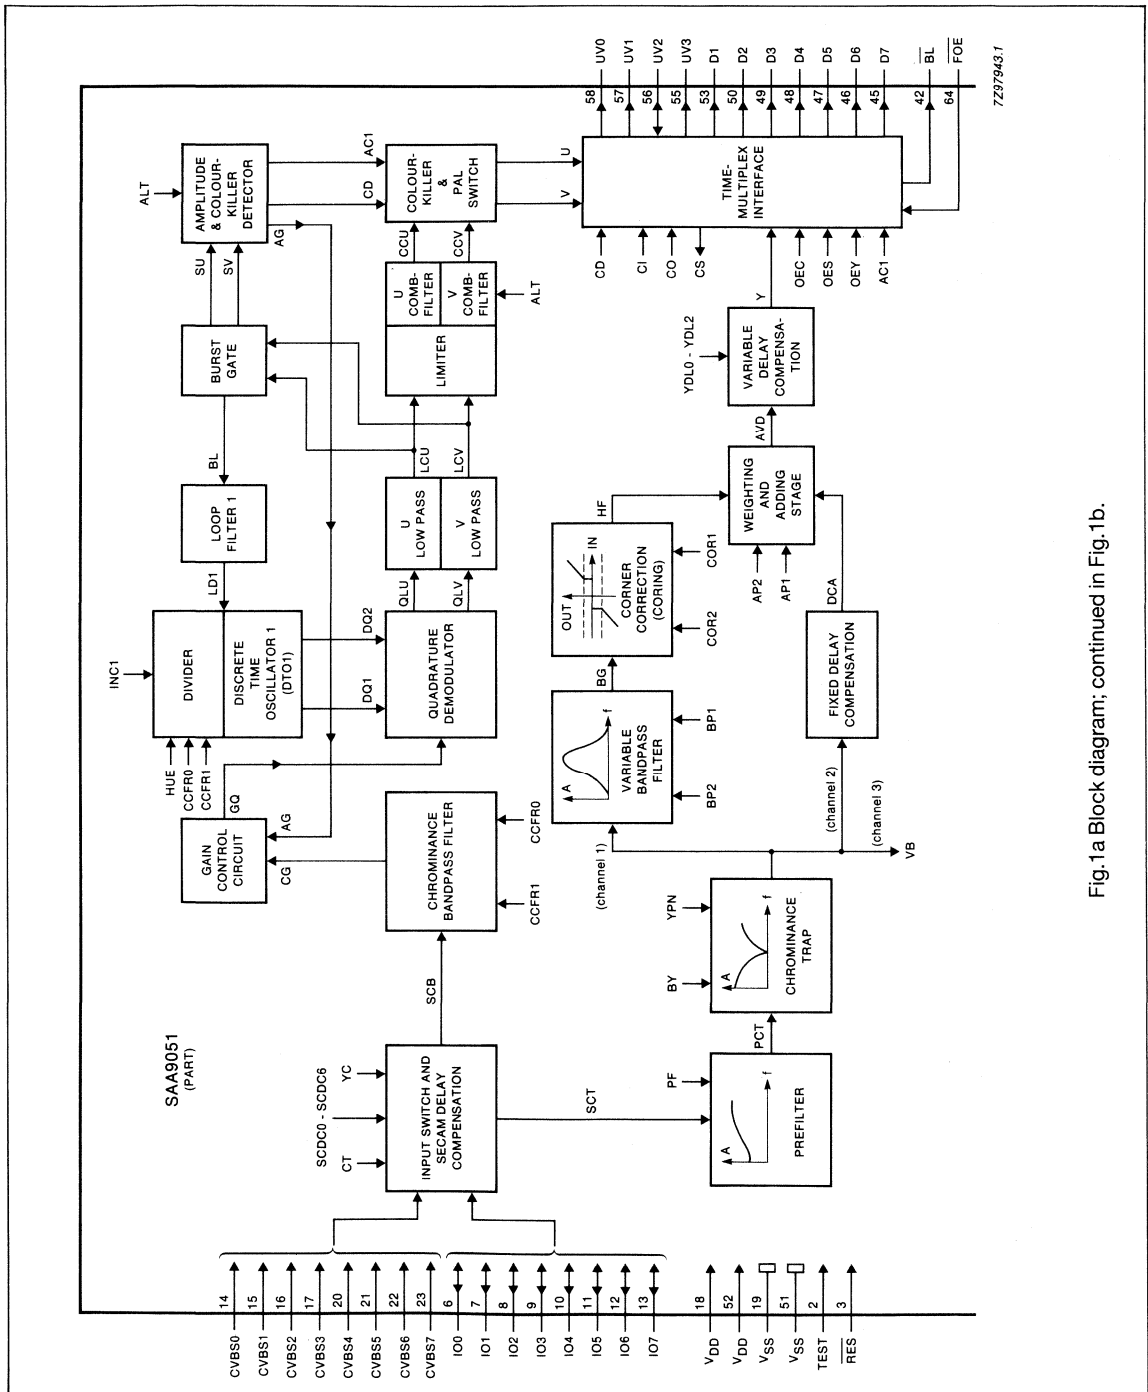 SAA9051
(PART)
14
CVBS0
15
CVBS1
16
CVBS2
17
CVBS3
20
CVBS4
21
CVBS5
22
CVBS6
23
CVBS7
6
IO0
7
IO1
8
IO2
9
IO3
10
IO4
11
IO5
12
IO6
13
IO7
18
VDD
52
VDD
19
VSS
51
VSS
2
TEST
3
RES
CT
SCDC0 - SCDC6
YC
INPUT SWITCH AND
SECAM DELAY
COMPENSATION
SCB
SCT
CHROMINANCE
BANDPASS FILTER
CCFR1
CCFR0
CG
AG
GAIN
CONTROL
CIRCUIT
GQ
HUE
CCFR0
CCFR1
INC1
DIVIDER
DISCRETE
TIME
OSCILLATOR 1
(DTO1)
LD1
LOOP
FILTER 1
BL
BURST
GATE
SU
SV
ALT
AMPLITUDE
& COLOUR-
KILLER
DETECTOR
AG
CD
AC1
DQ1
DQ2
QUADRATURE
DEMODULATOR
QLU
QLV
U
LOW PASS
V
LOW PASS
LCU
LCV
LIMITER
U
COMB-
FILTER
V
COMB-
FILTER
ALT
CCU
CCV
COLOUR-
KILLER
&
PAL
SWITCH
V
U
PF
A
f
PREFILTER
PCT
BY
YPN
A
f
CHROMINANCE
TRAP
(channel 1)
(channel 2)
(channel 3)
VB
A
f
VARIABLE
BANDPASS
FILTER
BP2
BP1
BG
OUT
IN
CORNER
CORRECTION
(CORING)
COR2
COR1
HF
FIXED DELAY
COMPENSATION
DCA
AP2
AP1
WEIGHTING
AND
ADDING
STAGE
AVD
YDL0 - YDL2
VARIABLE
DELAY
COMPENSA-
TION
Y
CD
CI
CO
CS
OEC
OES
OEY
AC1
TIME-
MULTIPLEX
INTERFACE
58
UV0
57
UV1
56
UV2
55
UV3
53
D1
50
D2
49
D3
48
D4
47
D5
46
D6
45
D7
42
BL
64
FOE
7Z97943.1
Fig.1a Block diagram; continued in Fig.1b.